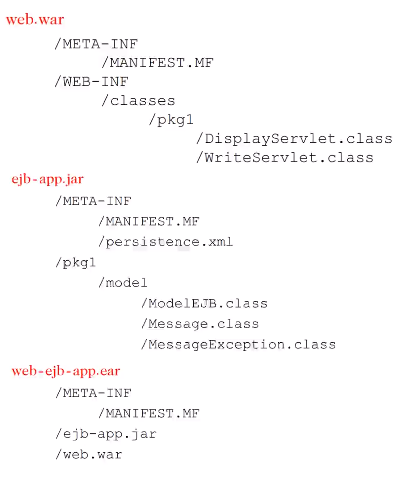 web.war
/META-INF
/MANIFEST.MF
/WEB-INF
/classes
/pkg1
/DisplayServlet.class
/WriteServlet.class
ejb-app.jar
/META-INF
/MANIFEST.MF
/persistence.xml
/pkg1
/model
/ModelEJB.class
/Message.class
/MessageException.class
web-ejb-app.ear
/META-INF
/MANIFEST.MF
/ejb-app.jar
/web.war